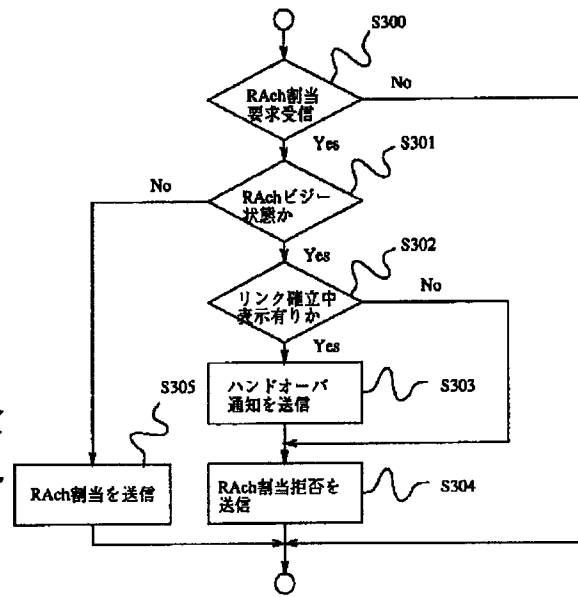 S300
RAch割当
要求受信
No
Yes
S301
RAchビジー
状態か
No
Yes
S302
リンク確立中
表示有りか
No
Yes
S303
ハンドオーバ
通知を送信
S305
RAch割当を送信
RAch割当拒否を
送信
S304